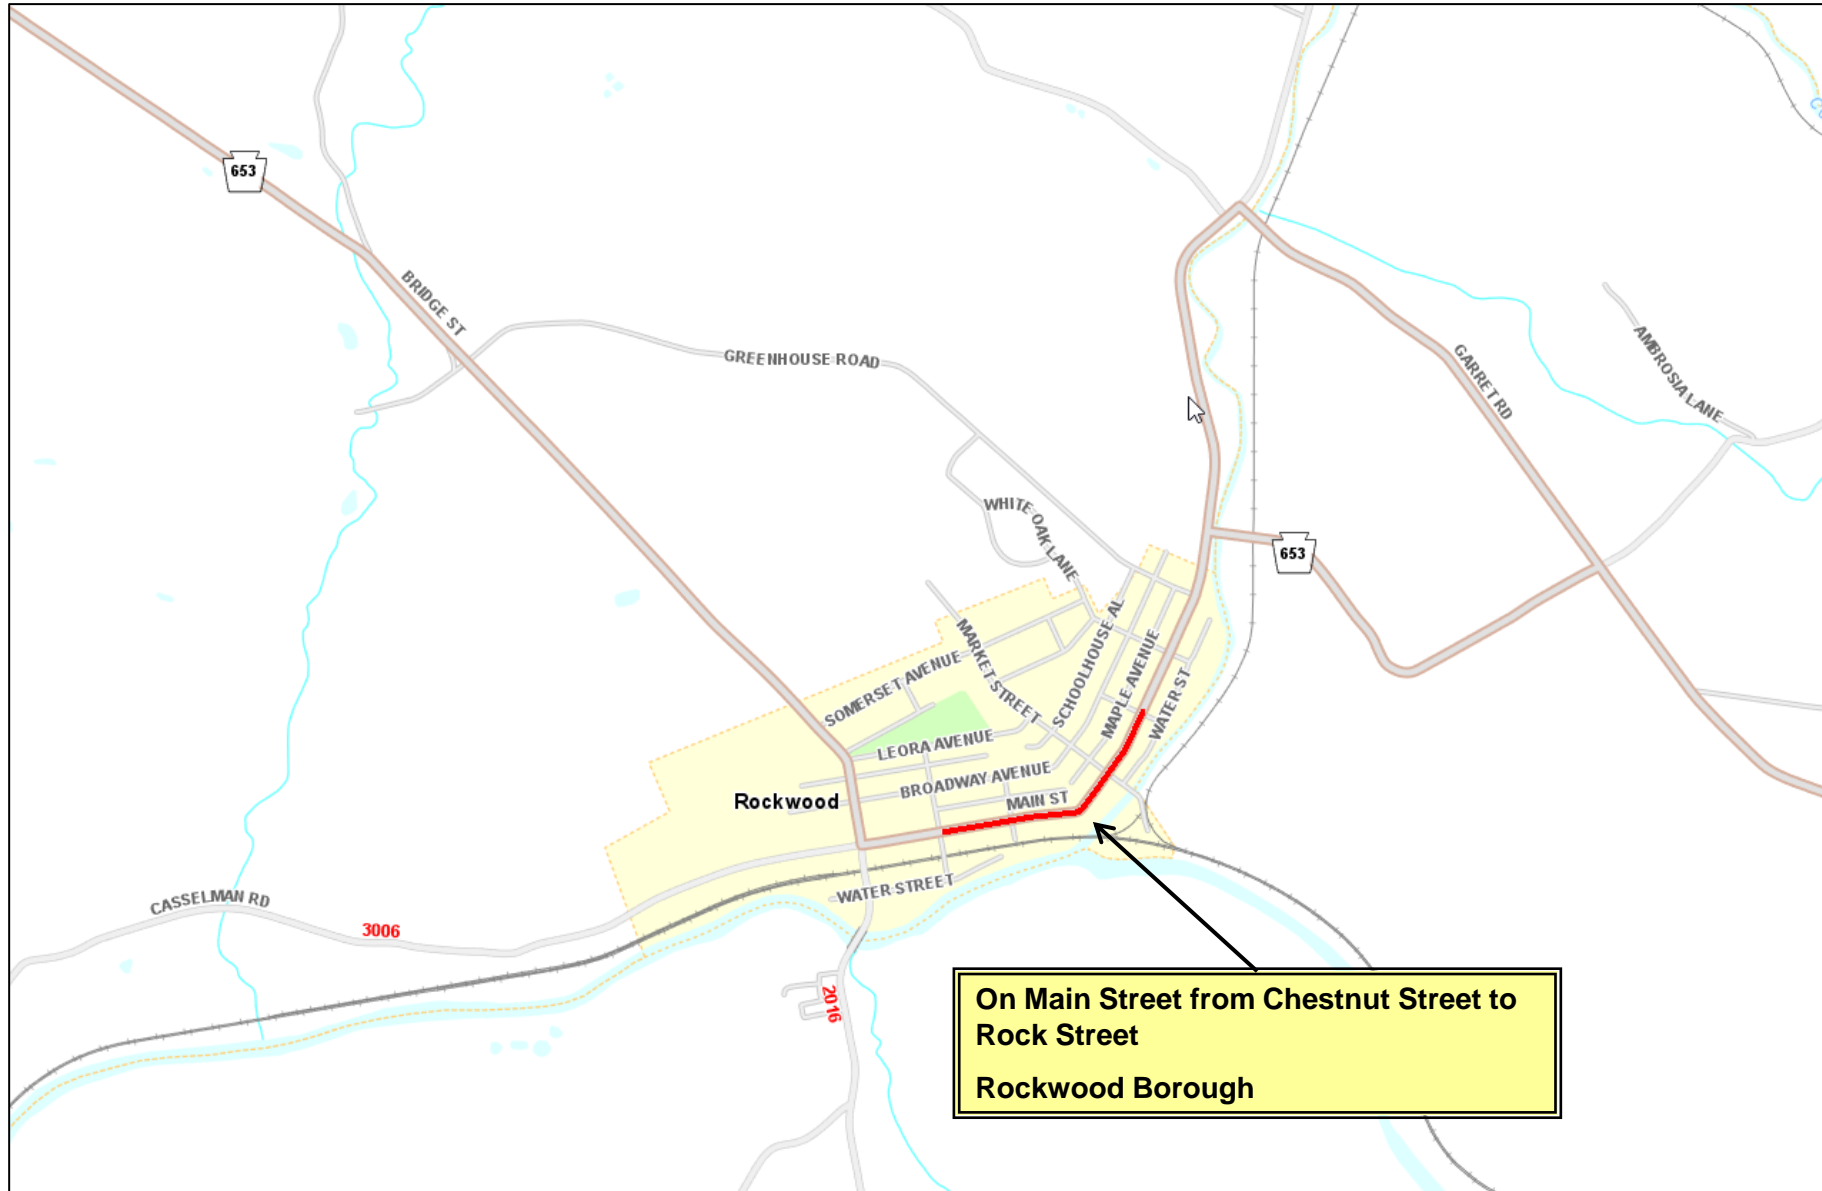 653
BRIDGE ST
GREENHOUSE ROAD
GARRET RD
AMBROSIA LANE
WHITE OAK LANE
653
MARKET STREET
SCHOOLHOUSE AL
MAPLE AVENUE
WATER ST
SOMERSET AVENUE
LEORA AVENUE
BROADWAY AVENUE
MAIN ST
Rockwood
WATER STREET
CASSELMAN RD
3006
2016
On Main Street from Chestnut Street to
Rock Street
Rockwood Borough